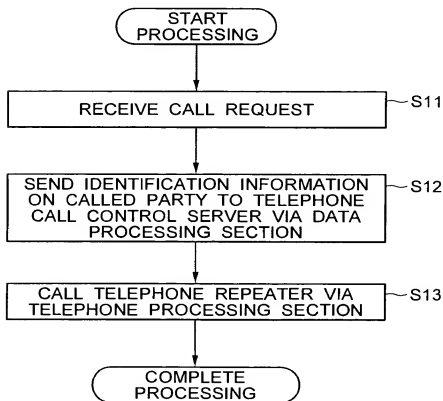 START
PROCESSING
RECEIVE CALL REQUEST
S11
SEND IDENTIFICATION INFORMATION
ON CALLED PARTY TO TELEPHONE
CALL CONTROL SERVER VIA DATA
PROCESSING SECTION
S12
CALL TELEPHONE REPEATER VIA
TELEPHONE PROCESSING SECTION
S13
COMPLETE
PROCESSING